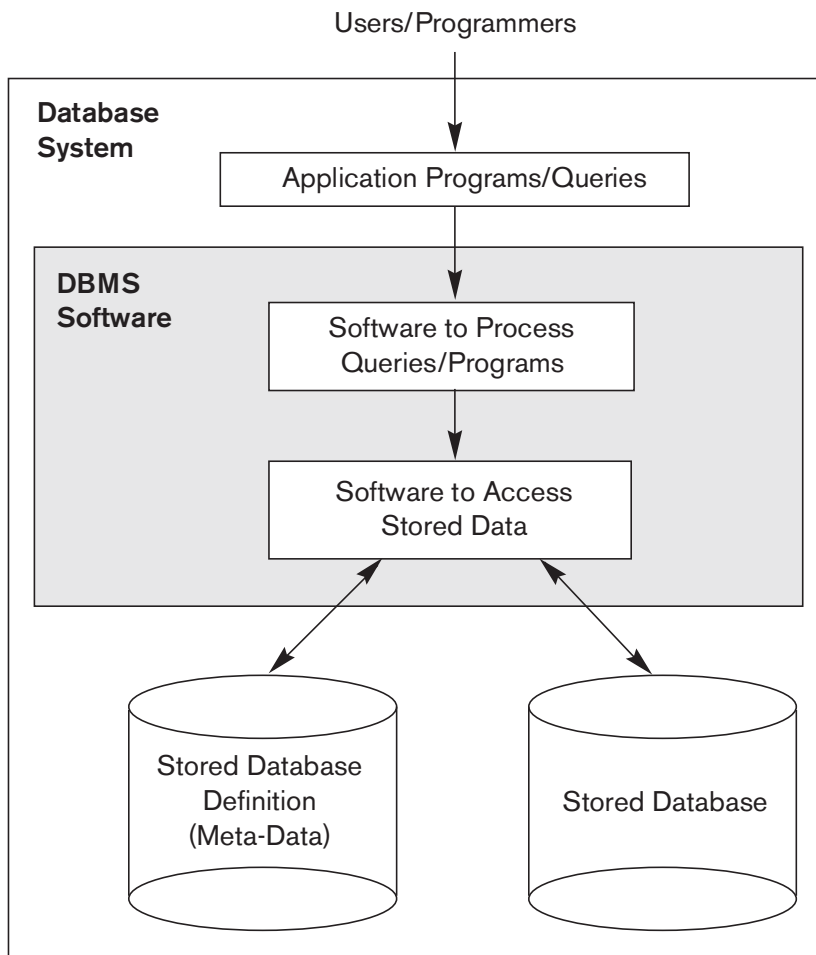 Users/Programmers
Database
System
Application Programs/Queries
DBMS
Software
Software to Process
Queries/Programs
Software to Access
Stored Data
Stored Database
Definition
(Meta-Data)
Stored Database